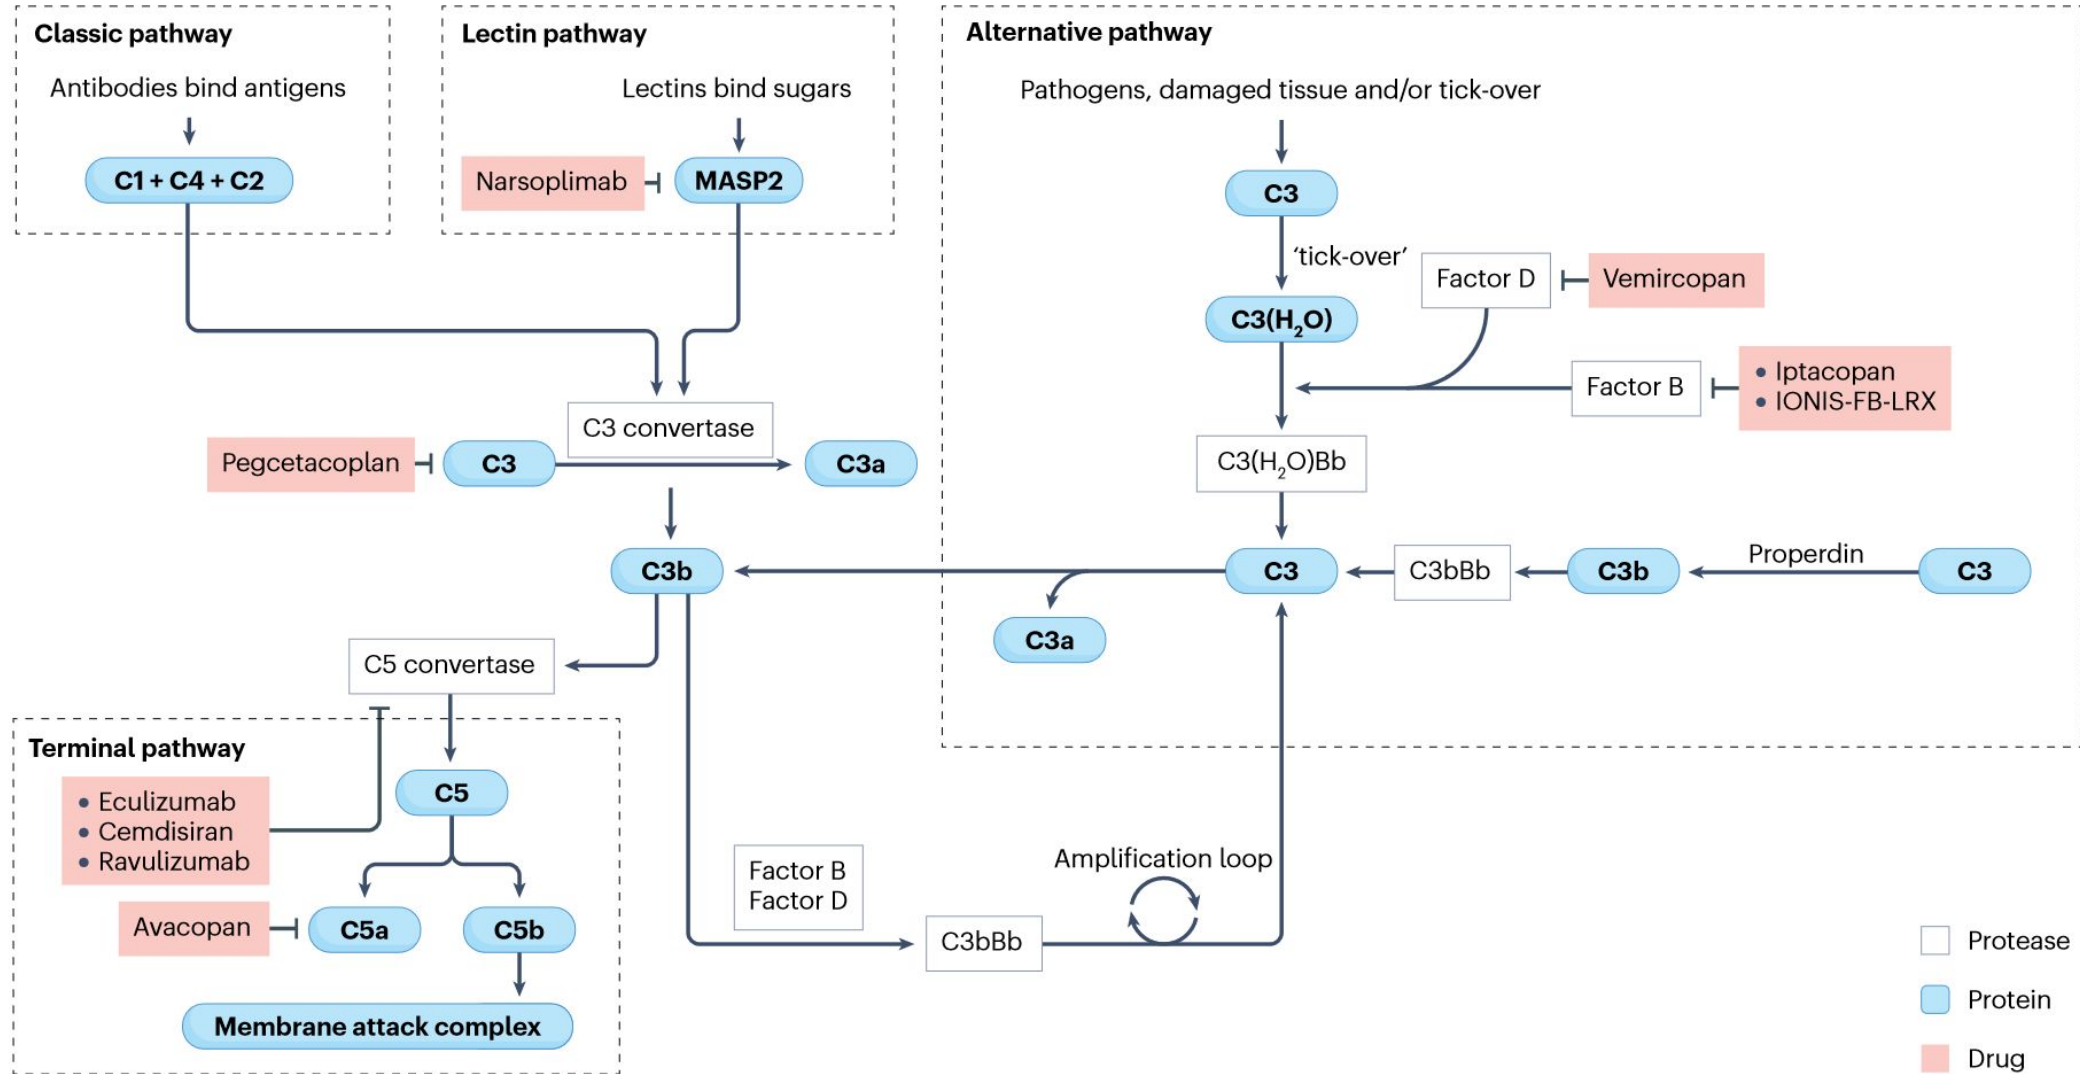 Classic pathway
Antibodies bind antigens
C1 + C4 + C2
Lectin pathway
Lectins bind sugars
Narsoplimab
MASP2
Alternative pathway
Pathogens, damaged tissue and/or tick-over
C3
‘tick-over’
Factor D
Vemircopan
C3(H₂O)
Factor B
• Iptacopan
• IONIS-FB-LRX
C3 convertase
Pegcetacoplan
C3
C3a
C3(H₂O)Bb
C3b
C3
C3bBb
C3b
Properdin
C3
C3a
C5 convertase
Terminal pathway
• Eculizumab
• Cemdisiran
• Ravulizumab
C5
Avacopan
C5a
C5b
Membrane attack complex
Factor B
Factor D
C3bBb
Amplification loop
Protease
Protein
Drug